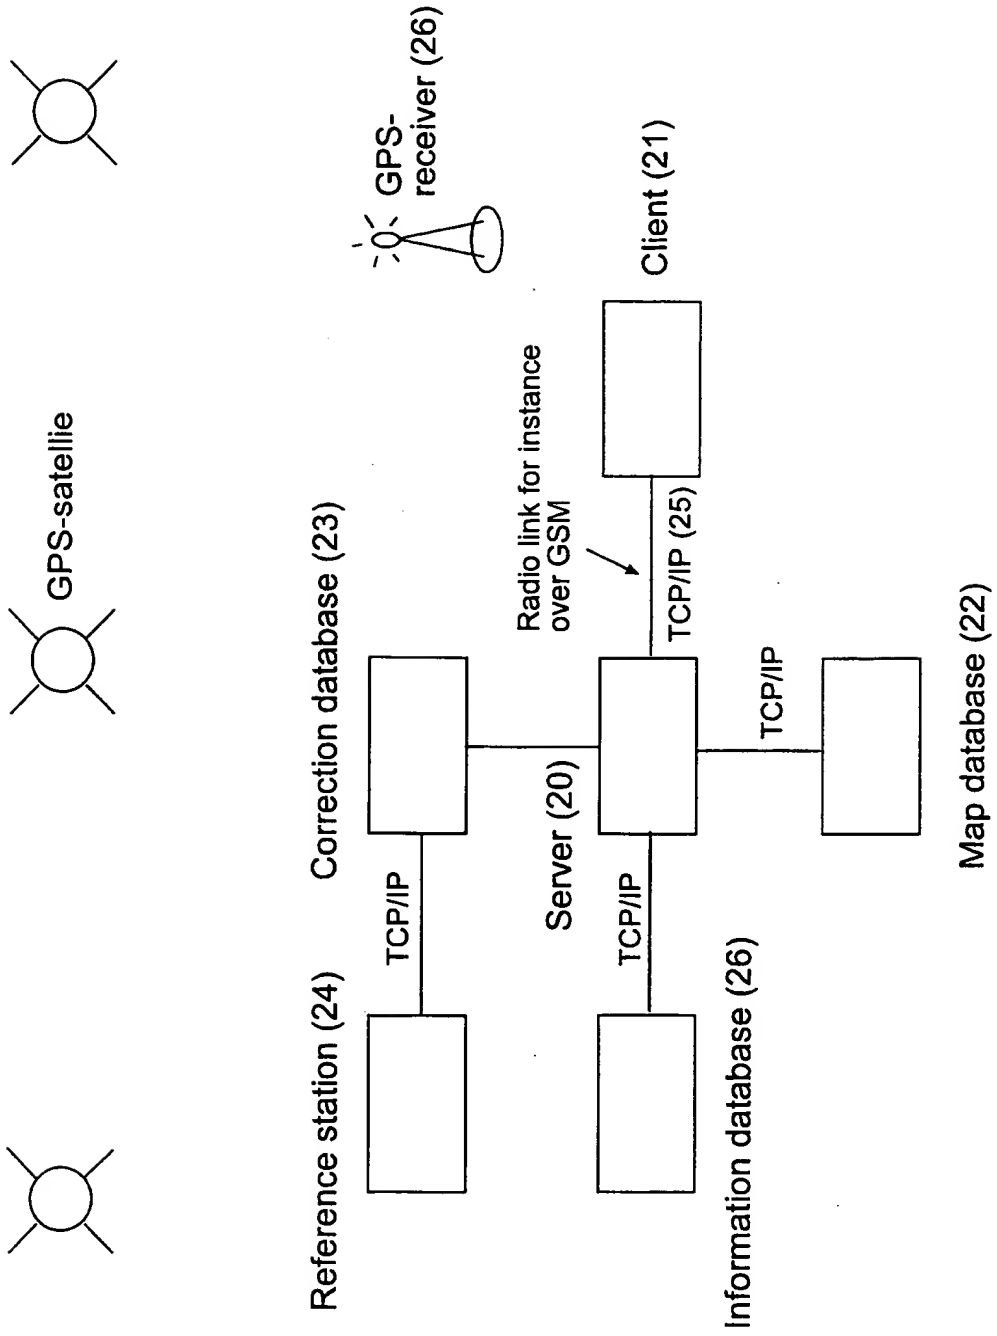 GPS-satellie
GPS-
receiver (26)
Reference station (24)
Correction database (23)
TCP/IP
Radio link for instance
over GSM
Client (21)
Server (20)
TCP/IP
TCP/IP (25)
Information database (26)
TCP/IP
Map database (22)